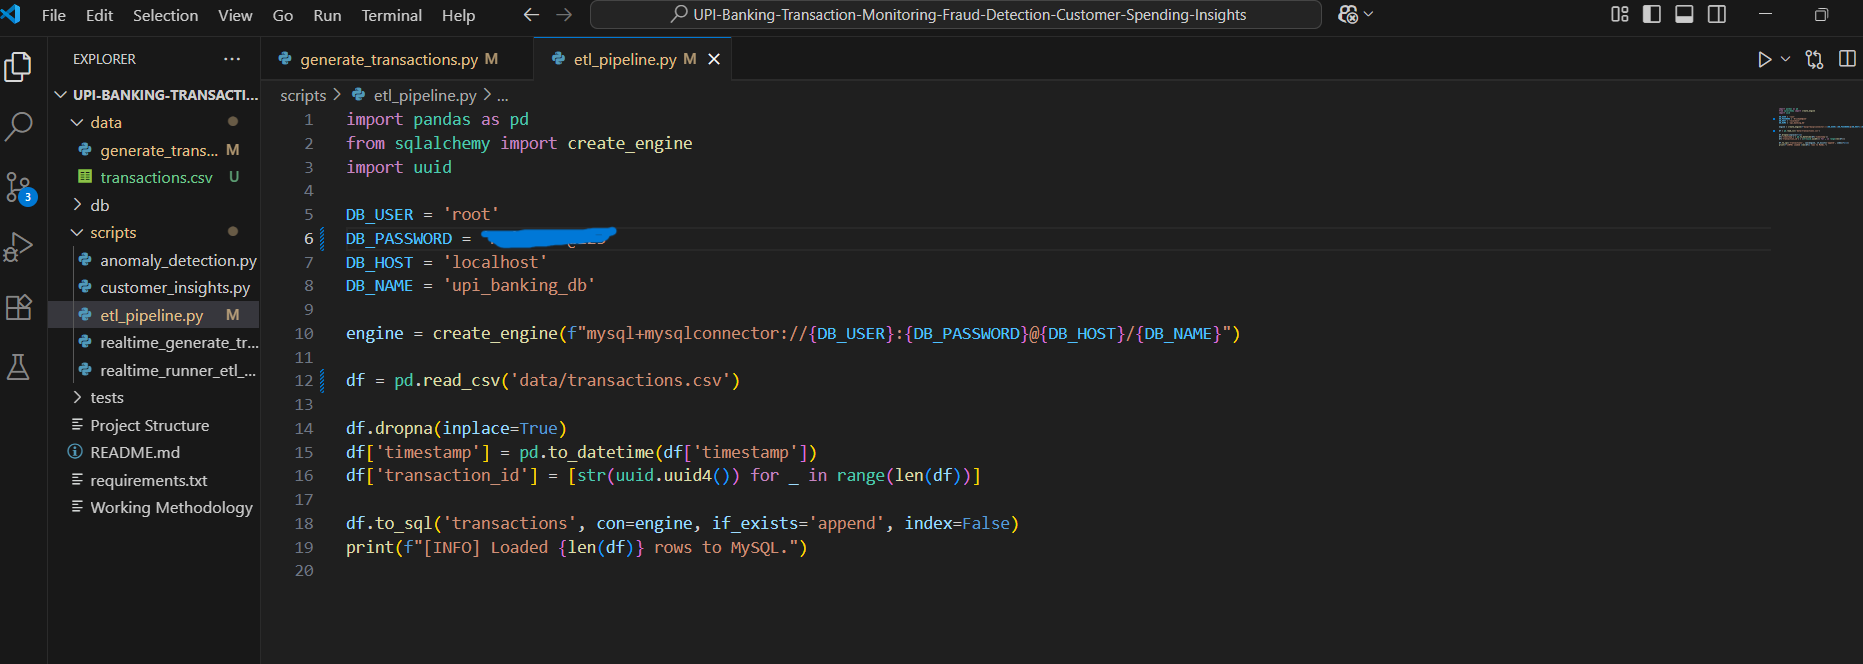 File Edit Selection View Go Run Terminal Help
UPI-Banking-Transaction-Monitoring-Fraud-Detection-Customer-Spending-Insights
EXPLORER ...
UPI-BANKING-TRANSACTI...
data
generate_trans... M
transactions.csv U
db
scripts
anomaly_detection.py
customer_insights.py
etl_pipeline.py M
realtime_generate_tr...
realtime_runner_etl_...
tests
Project Structure
README.md
requirements.txt
Working Methodology
3
generate_transactions.py M
etl_pipeline.py M
scripts > etl_pipeline.py > ...
1 import pandas as pd
2 from sqlalchemy import create_engine
3 import uuid
4
5 DB_USER = 'root'
6 DB_PASSWORD =
7 DB_HOST = 'localhost'
8 DB_NAME = 'upi_banking_db'
9
10 engine = create_engine(f"mysql+mysqlconnector://{DB_USER}:{DB_PASSWORD}@{DB_HOST}/{DB_NAME}")
11
12 df = pd.read_csv('data/transactions.csv')
13
14 df.dropna(inplace=True)
15 df['timestamp'] = pd.to_datetime(df['timestamp'])
16 df['transaction_id'] = [str(uuid.uuid4()) for _ in range(len(df))]
17
18 df.to_sql('transactions', con=engine, if_exists='append', index=False)
19 print(f"[INFO] Loaded {len(df)} rows to MySQL.")
20